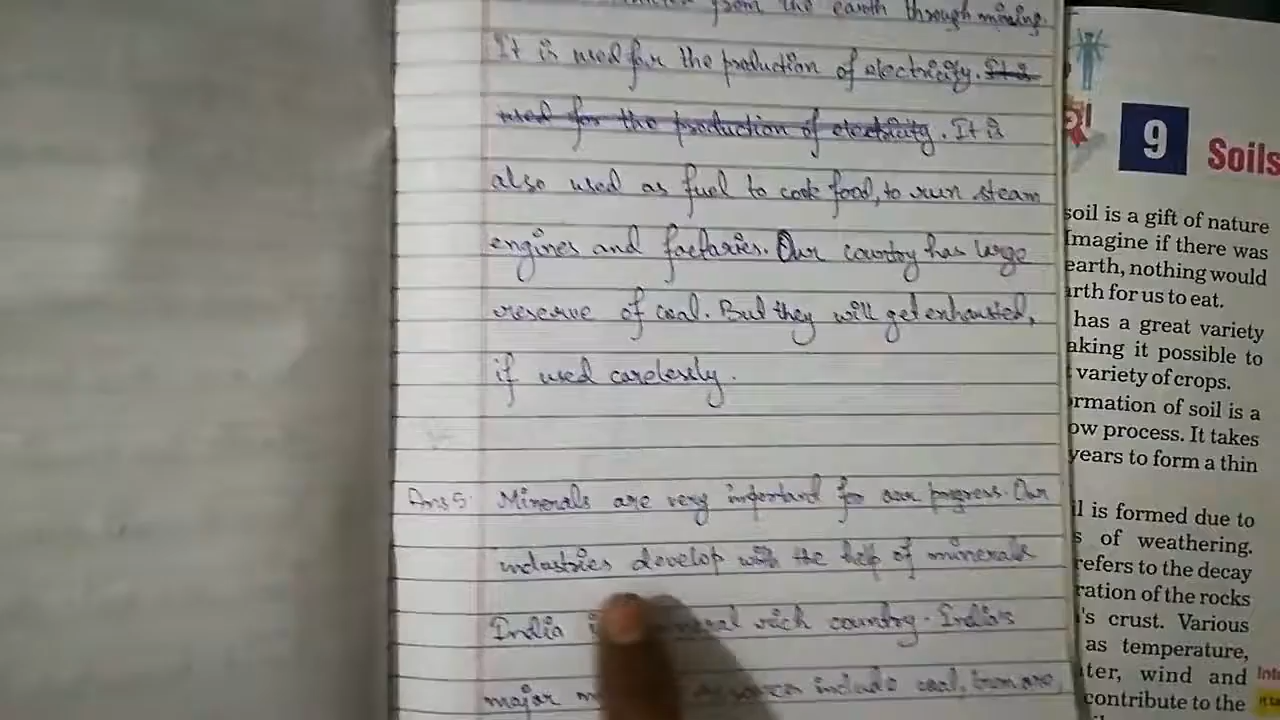 from the earth through mining.
It is used for the production of electricity. It is
used for the production of electricity. It is
also used as fuel to cook food, to run steam
engines and factories. Our country has large
reserve of coal. But they will get exhausted,
if used carelessly.
Ans 5. Minerals are very important for our progress. Our
industries develop with the help of minerals
India rich country. India's
major include coal, iron ore,
9 Soils
soil is a gift of nature
Imagine if there was
earth, nothing would
for us to eat.
has a great variety
making it possible to
variety of crops.
of soil is a
process. It takes
years to form a thin
is formed due to
of weathering.
refers to the decay
of the rocks
crust. Various
as temperature,
wind and
contribute to the